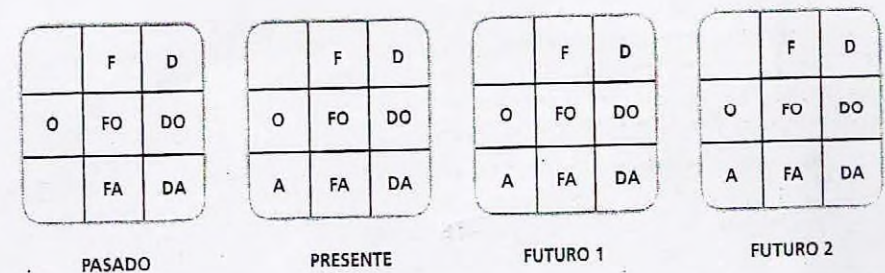 F D F D F D F D
O FO DO O FO DO O FO DO O FO DO
FA DA A FA DA A FA DA A FA DA
PASADO PRESENTE FUTURO 1 FUTURO 2